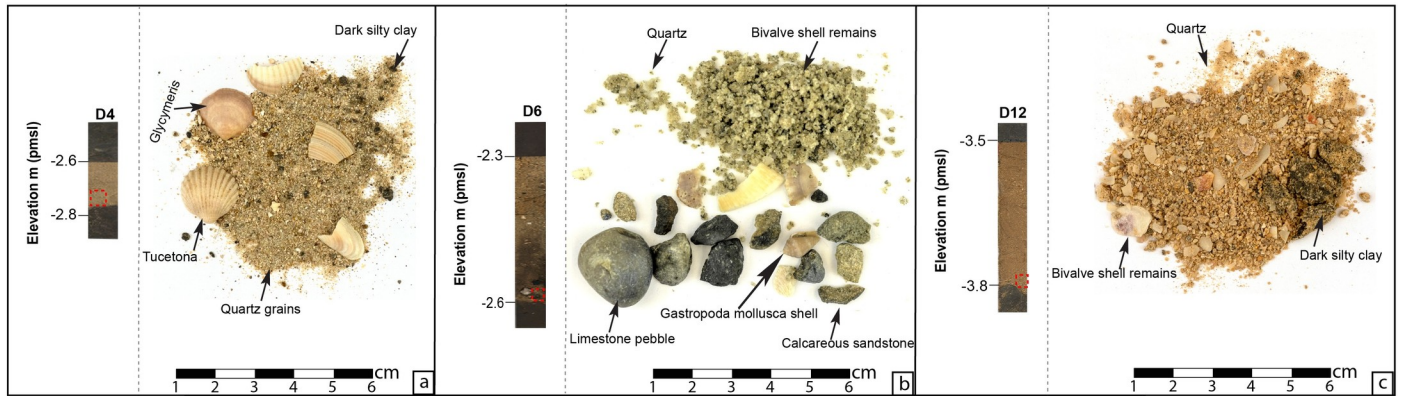 Dark silty clay
Glycymeris
D4
Elevation m (pmsl)
-2.6
-2.8
Tucetona
Quartz grains
cm
1 2 3 4 5 6
a
Quartz
Bivalve shell remains
D6
Elevation m (pmsl)
-2.3
-2.6
Gastropoda mollusca shell
Limestone pebble
Calcareous sandstone
cm
1 2 3 4 5 6
b
Quartz
D12
Elevation m (pmsl)
-3.5
-3.8
Bivalve shell remains
Dark silty clay
cm
1 2 3 4 5 6
c